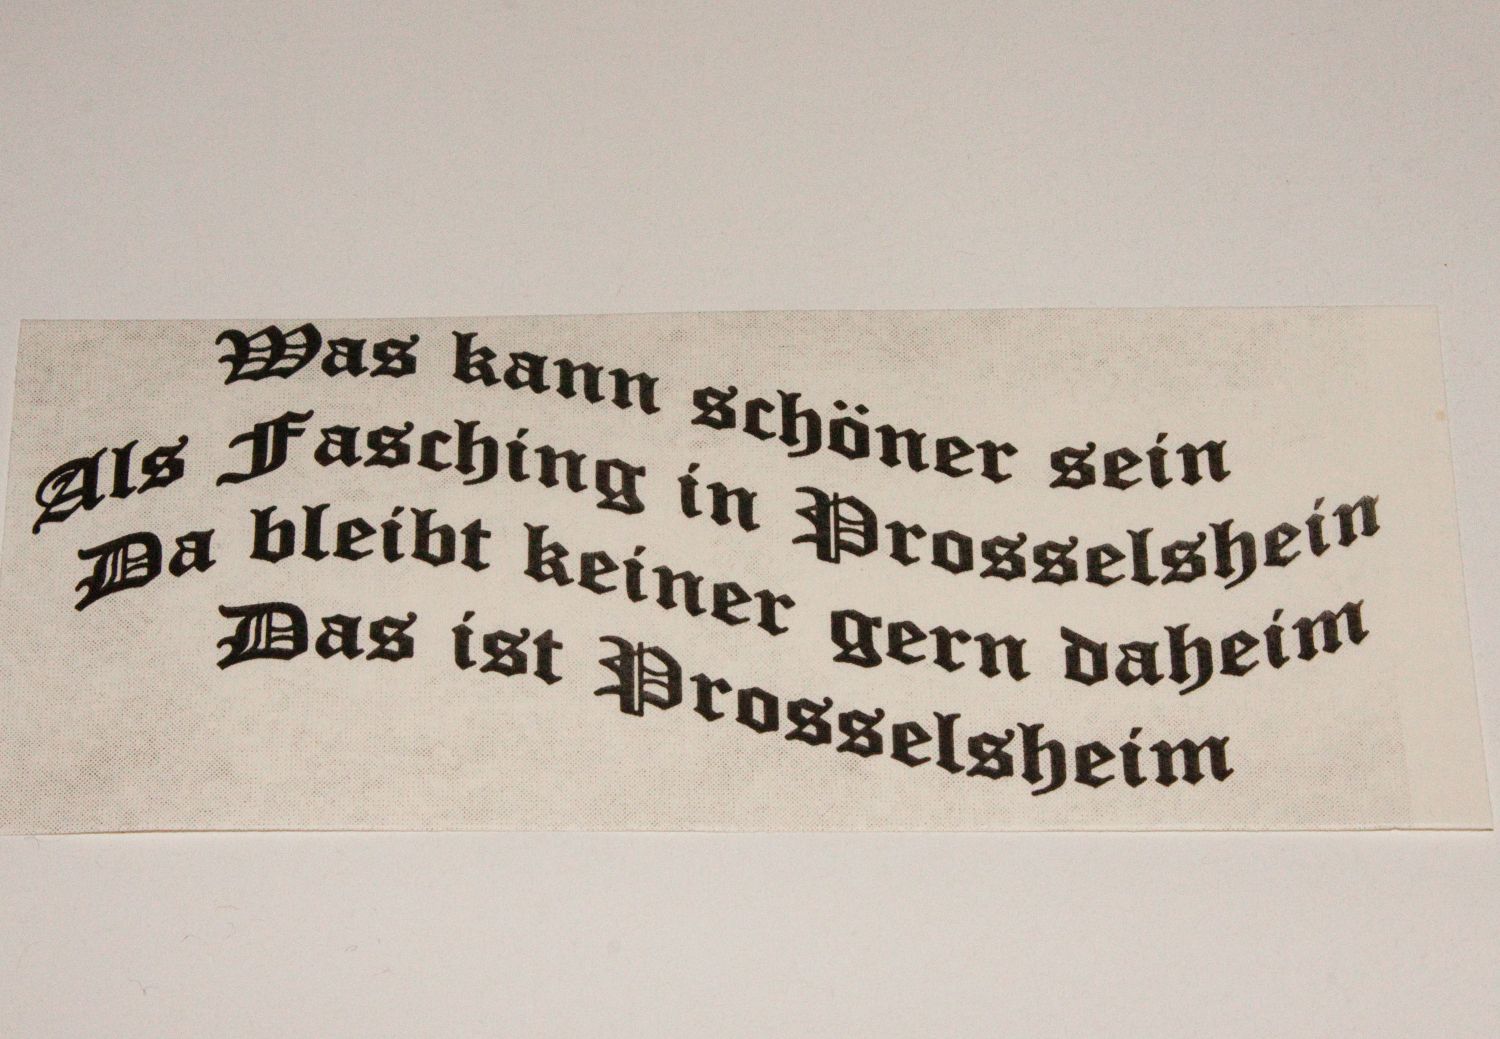 Was kann schöner sein
Als Fasching in Prosselshein
Da bleibt keiner gern daheim
Das ist Prosselsheim